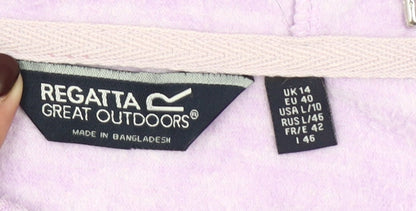 REGATTA
GREAT OUTDOORS®
MADE IN BANGLADESH
UK 14
EU 40
USA L/10
RUS L/46
FR/E 42
I 46